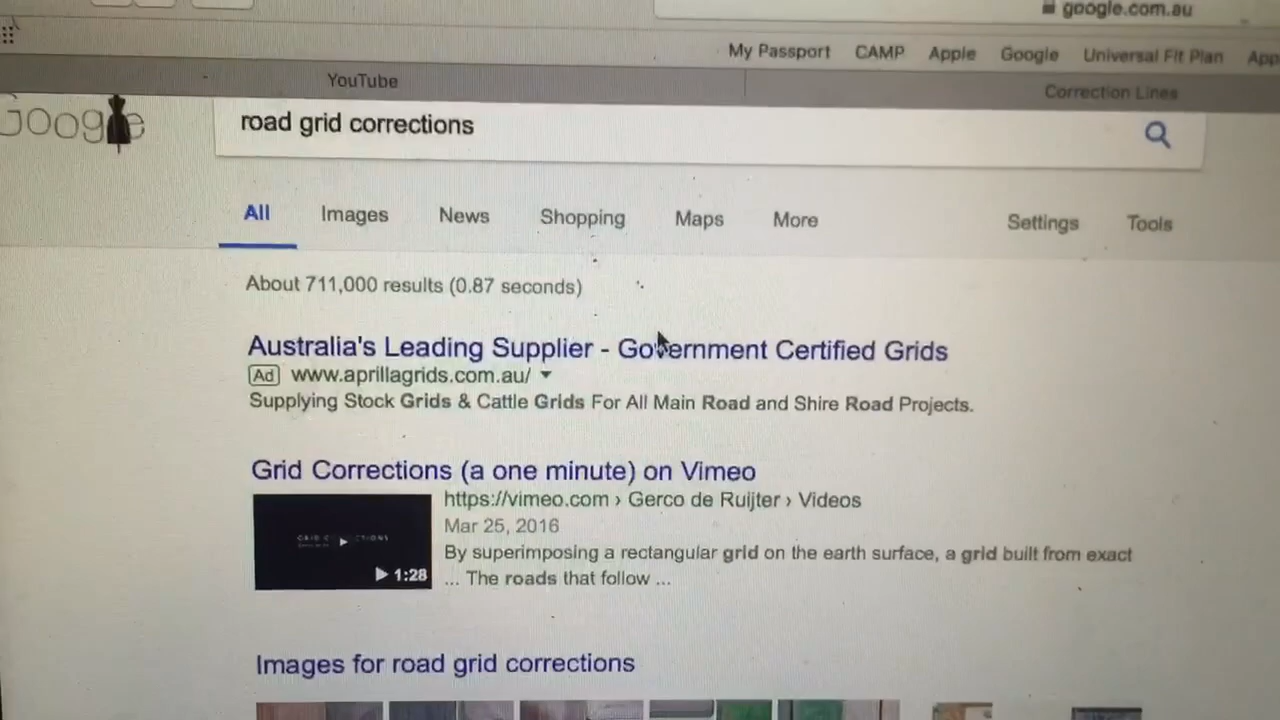 google.com.au
My Passport CAMP Apple Google Universal Fit Plan App
YouTube Correction Lines
Google
road grid corrections
All Images News Shopping Maps More Settings Tools
About 711,000 results (0.87 seconds)
Australia's Leading Supplier - Government Certified Grids
Ad www.aprillagrids.com.au/
Supplying Stock Grids & Cattle Grids For All Main Road and Shire Road Projects.
Grid Corrections (a one minute) on Vimeo
https://vimeo.com › Gerco de Ruijter › Videos
Mar 25, 2016
GRID CORRECTIONS
1:28
By superimposing a rectangular grid on the earth surface, a grid built from exact
... The roads that follow ...
Images for road grid corrections